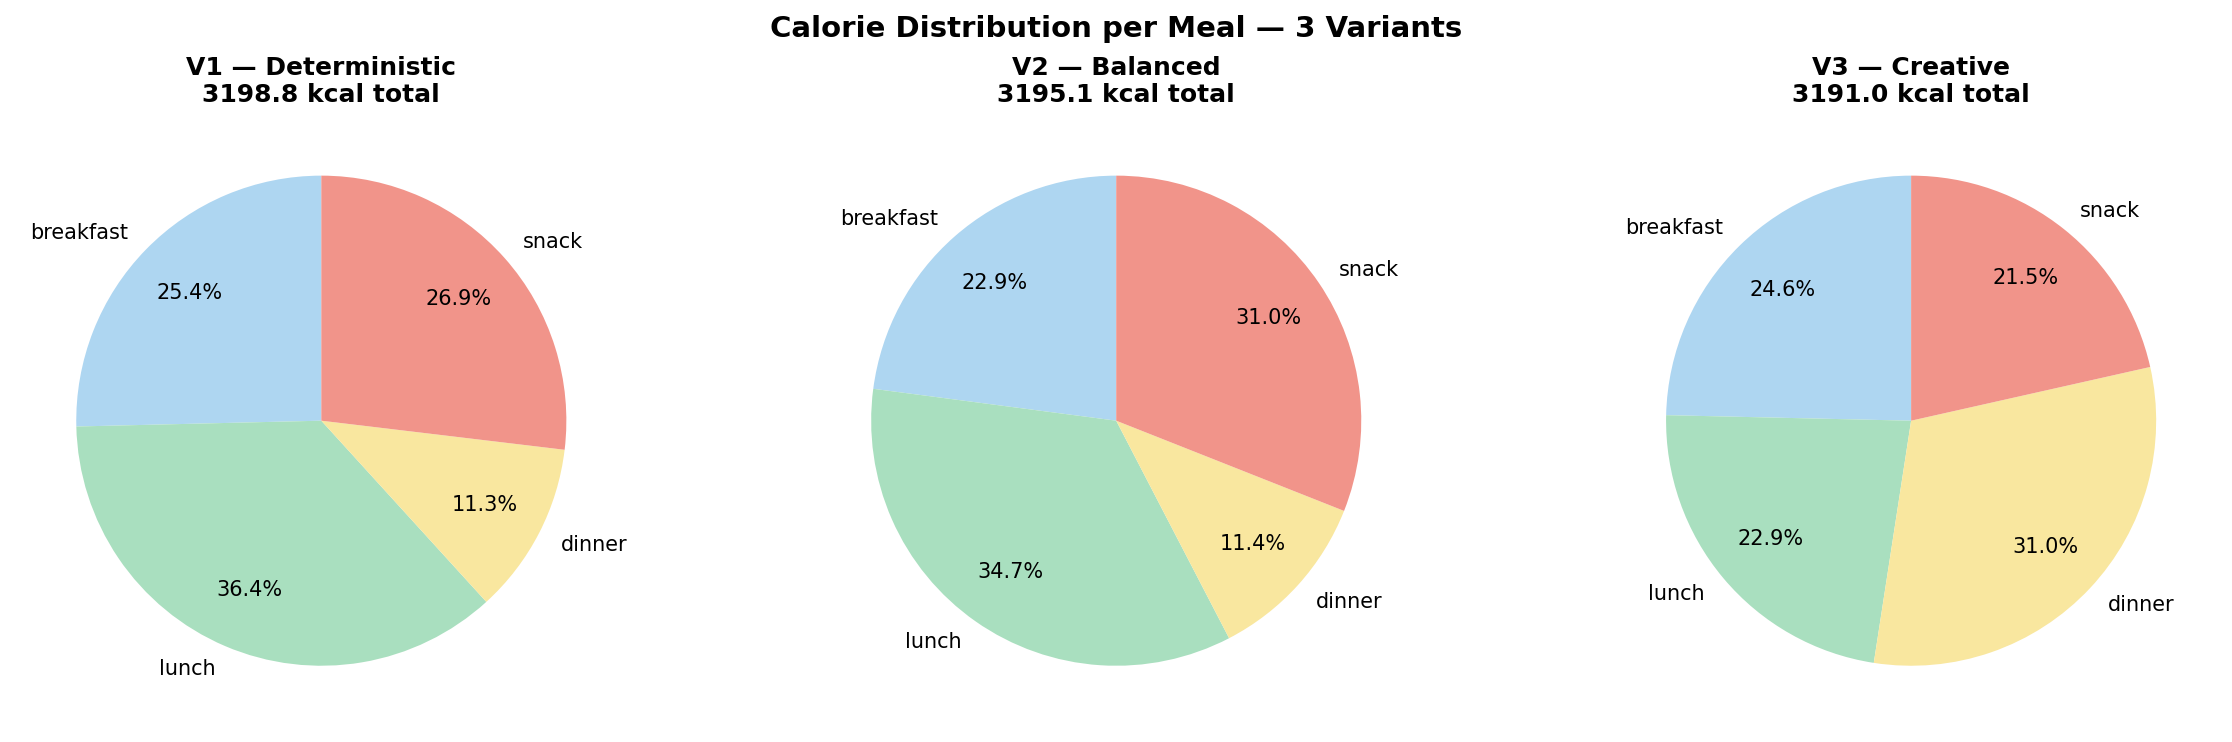 Calorie Distribution per Meal — 3 Variants
V1 — Deterministic
3198.8 kcal total
breakfast
25.4%
snack
26.9%
11.3%
dinner
36.4%
lunch
V2 — Balanced
3195.1 kcal total
breakfast
22.9%
snack
31.0%
11.4%
dinner
34.7%
lunch
V3 — Creative
3191.0 kcal total
snack
breakfast
21.5%
24.6%
22.9%
31.0%
lunch
dinner